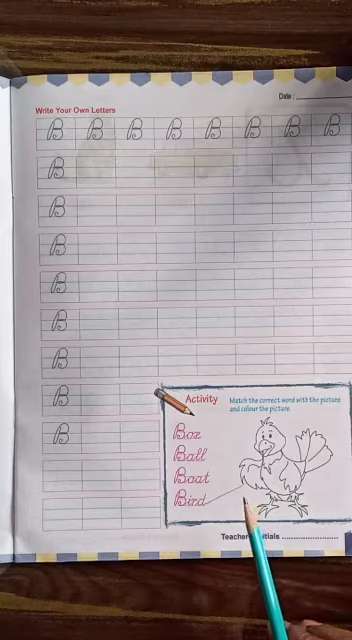 Date : ............
Write Your Own Letters
B B B B B B B B
B
B
B
B
B
B
B
B
Activity
Match the correct word with the picture
and colour the picture
Box
Ball
Boat
Bird
Teacher itials ....................